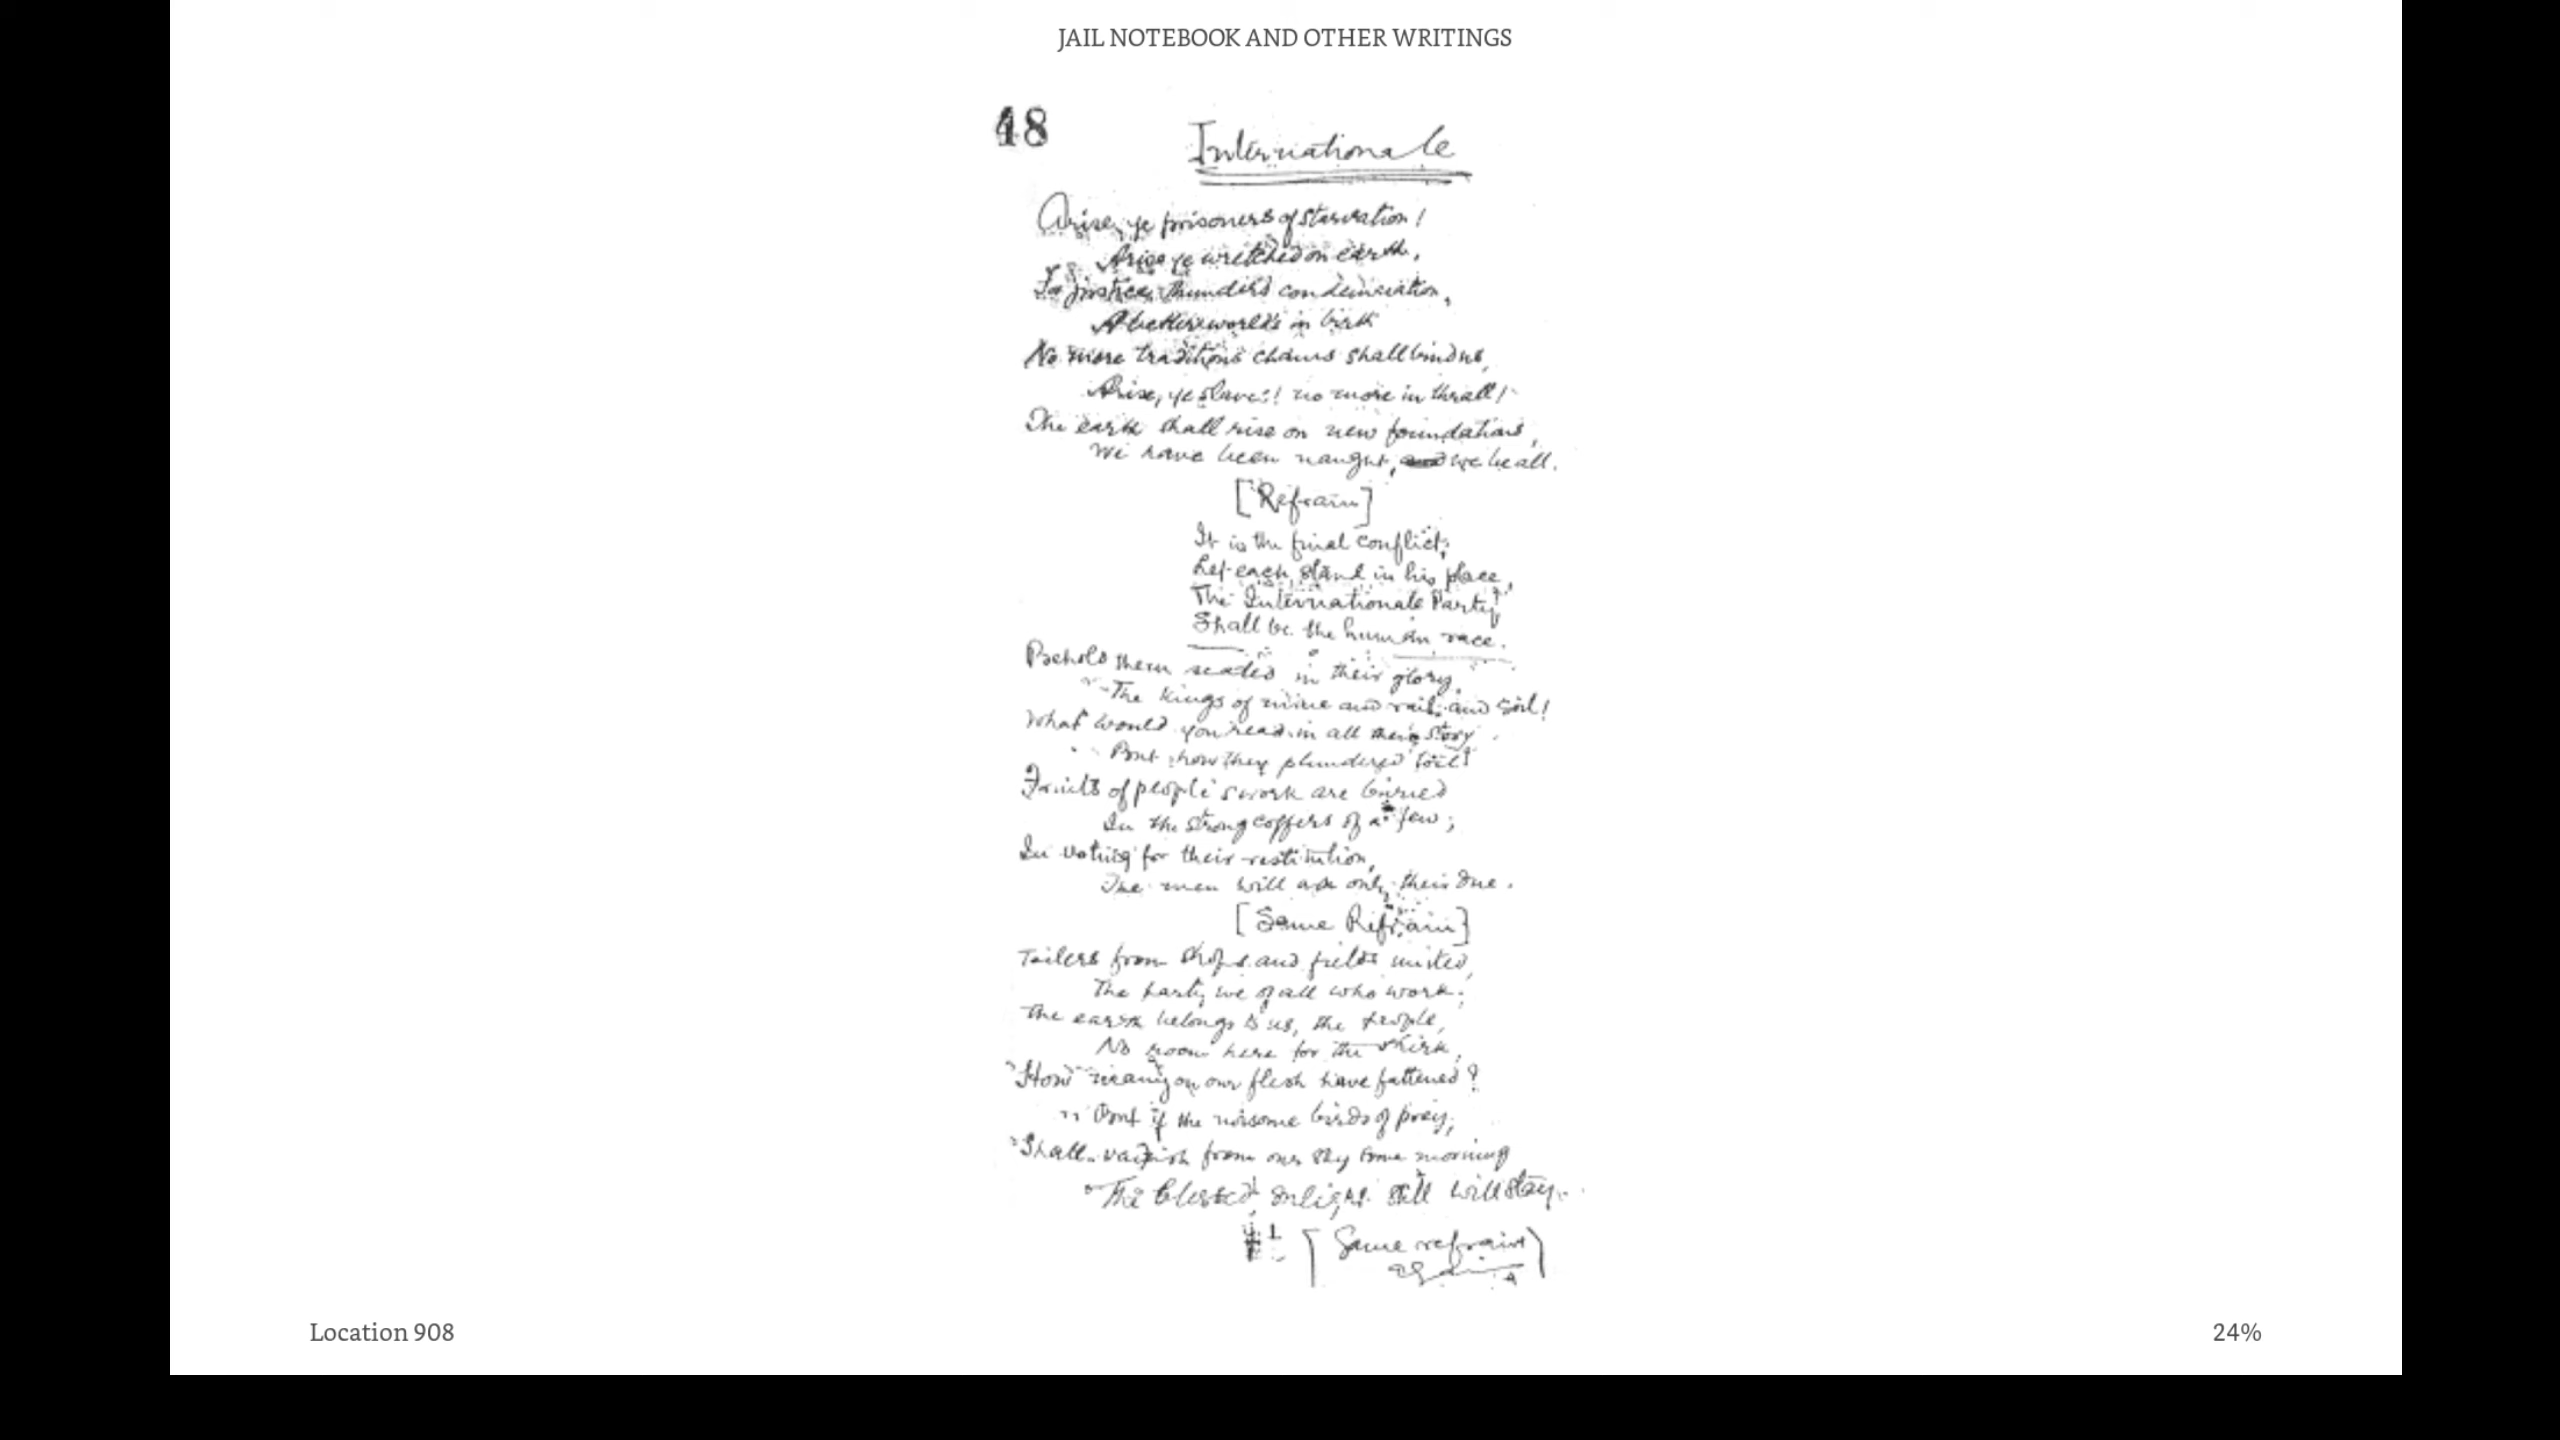 JAIL NOTEBOOK AND OTHER WRITINGS
48
Internationale
Arise, ye prisoners of starvation!
Arise ye wretched on earth,
For justice thunders condemnation,
A better world's in birth
No more traditions chains shall bind us,
Arise, ye slaves! no more in thrall!
The earth shall rise on new foundations,
We have been naught, we be all.
[Refrain]
It is the final conflict;
Let each stand in his place,
The Internationale Party
Shall be the human race.
Behold them seated in their glory,
The kings of mine and rail and soil!
What would you read in all their story
But how they plundered toil?
Fruits of people's work are buried
In the strong coffers of a few;
In voting for their restitution,
The men will ask only their due.
[Same Refrain]
Toilers from shops and fields united,
The party we of all who work;
The earth belongs to us, the people,
No room here for the shirk,
How many on our flesh have fattened?
But if the noisome birds of prey,
Shall vanish from our sky some morning
The blessed sunlight still will stay.
[Same refrain]
Location 908
24%